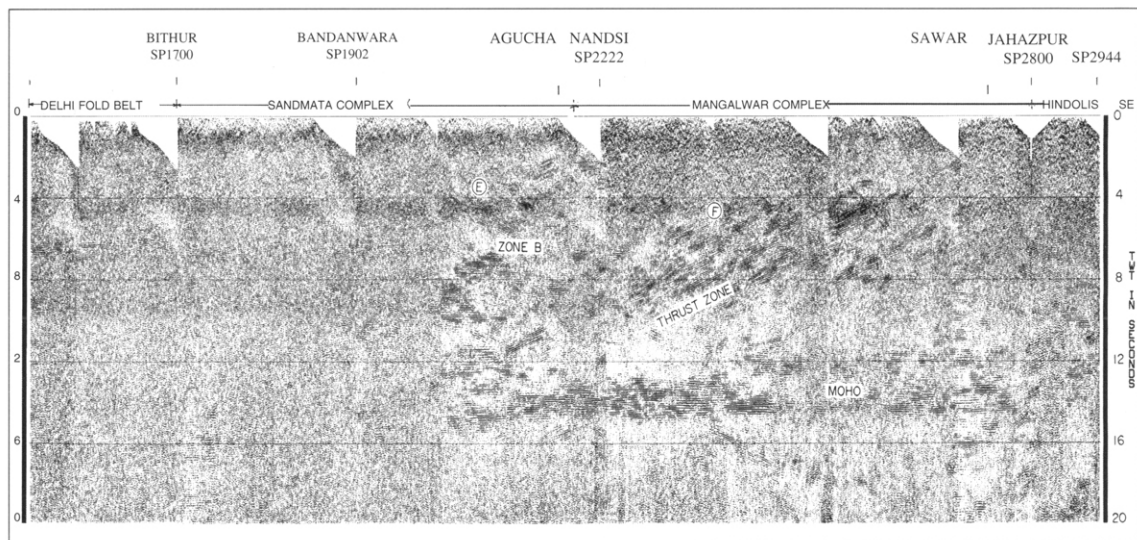 BITHUR BANDANWARA AGUCHA NANDSI SAWAR JAHAZPUR
SP1700 SP1902 SP2222 SP2800 SP2944
0 DELHI FOLD BELT SANDMATA COMPLEX MANGALWAR COMPLEX HINDOLIS SE
0
E
4 4
F
ZONE B
8 8
THRUST ZONE
TWT IN SECONDS
2 12
MOHO
6 16
0 20